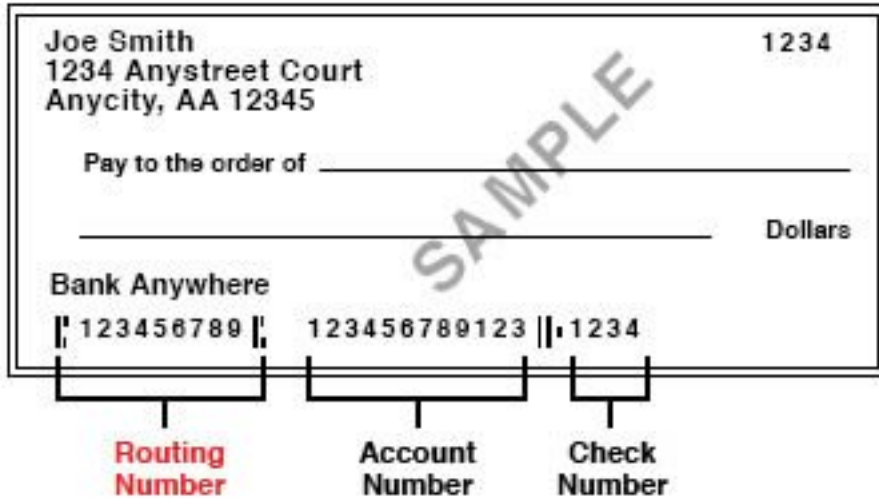 Joe Smith 1234
1234 Anystreet Court
Anycity, AA 12345
Pay to the order of
Dollars
SAMPLE
Bank Anywhere
123456789 123456789123 1234
Routing Number
Account Number
Check Number